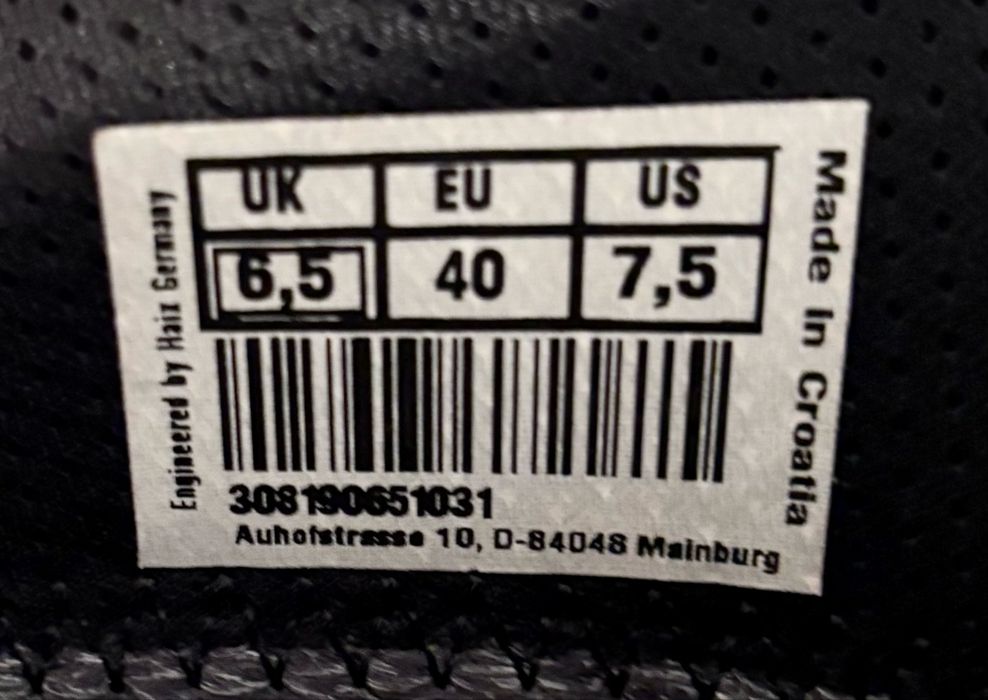 UK EU US
6,5 40 7,5
308190651031
Auhofstrasse 10, D-84048 Mainburg
Engineered by Haix Germany
Made in Croatia